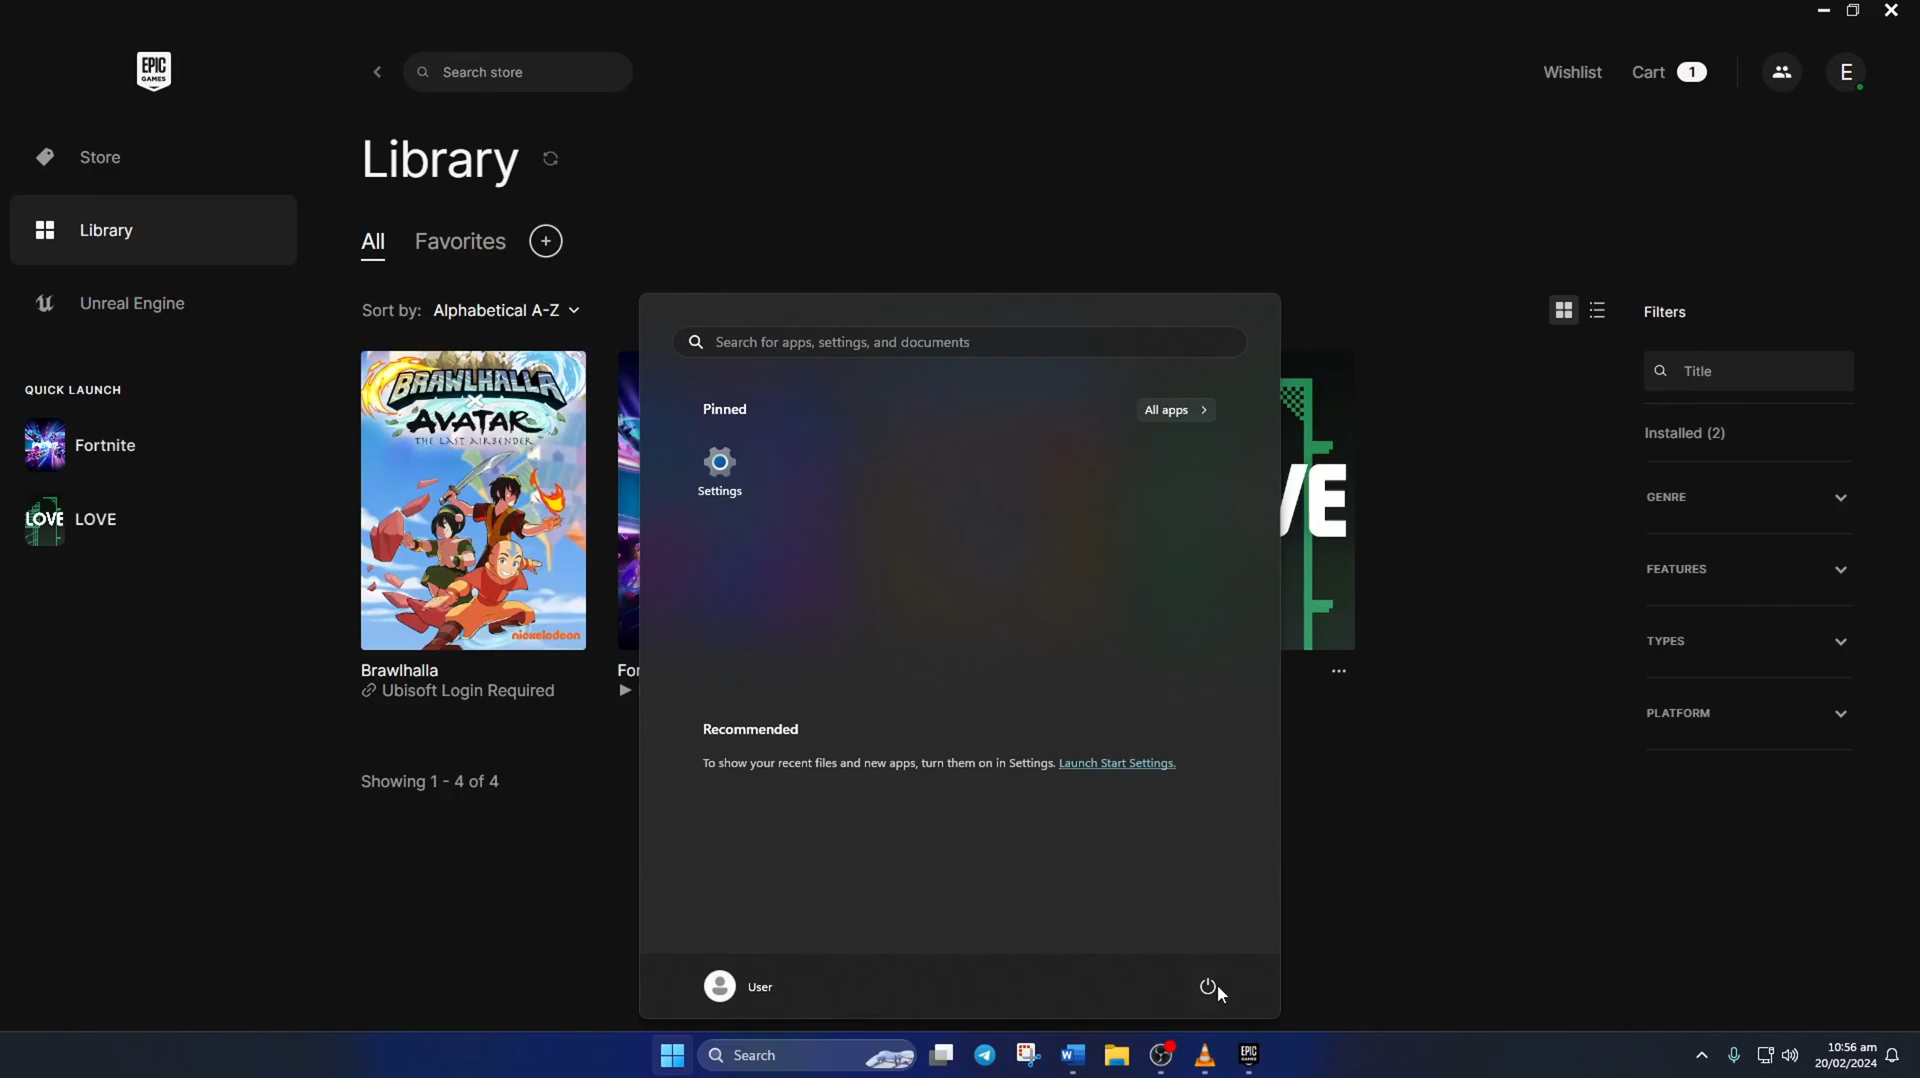 EPIC
GAMES
Search store
Wishlist
Cart
1
E
Store
Library
Unreal Engine
QUICK LAUNCH
Fortnite
LOVE
LOVE
Library
All
Favorites
+
Sort by: Alphabetical A-Z
BRAWLHALLA
X
AVATAR
THE LAST AIRBENDER
nickelodeon
Brawlhalla
Ubisoft Login Required
For
VE
...
Showing 1 - 4 of 4
Search for apps, settings, and documents
Pinned
All apps
Settings
Recommended
To show your recent files and new apps, turn them on in Settings. Launch Start Settings.
User
Filters
Title
Installed (2)
GENRE
FEATURES
TYPES
PLATFORM
Search
W
EPIC
GAMES
10:56 am
20/02/2024